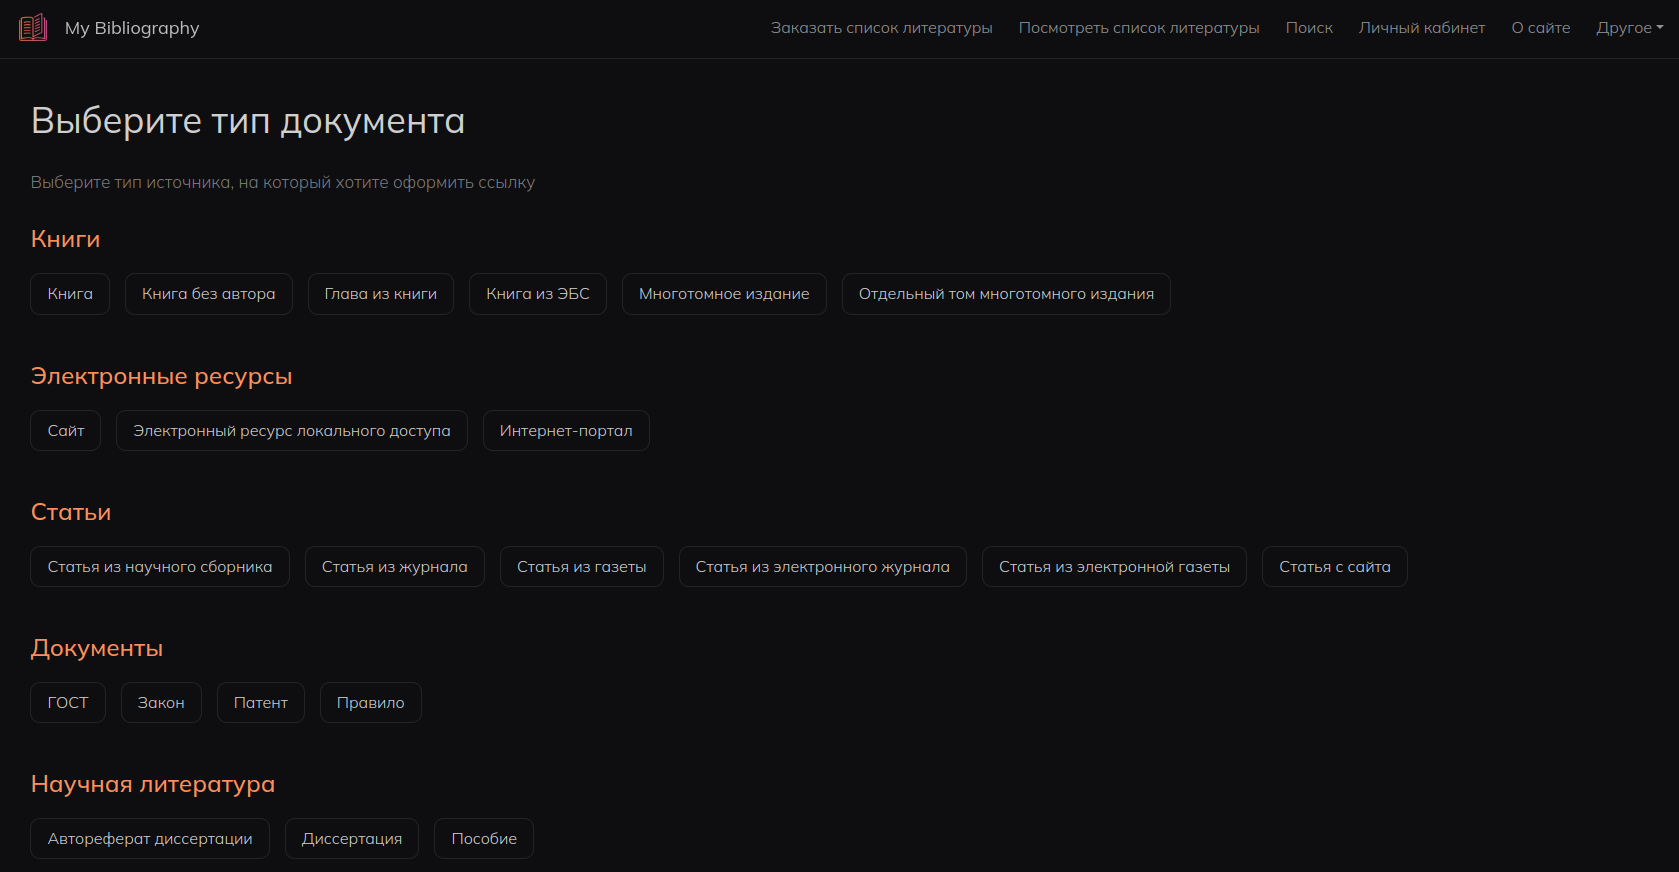 My Bibliography
Заказать список литературы Посмотреть список литературы Поиск Личный кабинет О сайте Другое
Выберите тип документа
Выберите тип источника, на который хотите оформить ссылку
Книги
Книга Книга без автора Глава из книги Книга из ЭБС Многотомное издание Отдельный том многотомного издания
Электронные ресурсы
Сайт Электронный ресурс локального доступа Интернет-портал
Статьи
Статья из научного сборника Статья из журнала Статья из газеты Статья из электронного журнала Статья из электронной газеты Статья с сайта
Документы
ГОСТ Закон Патент Правило
Научная литература
Автореферат диссертации Диссертация Пособие